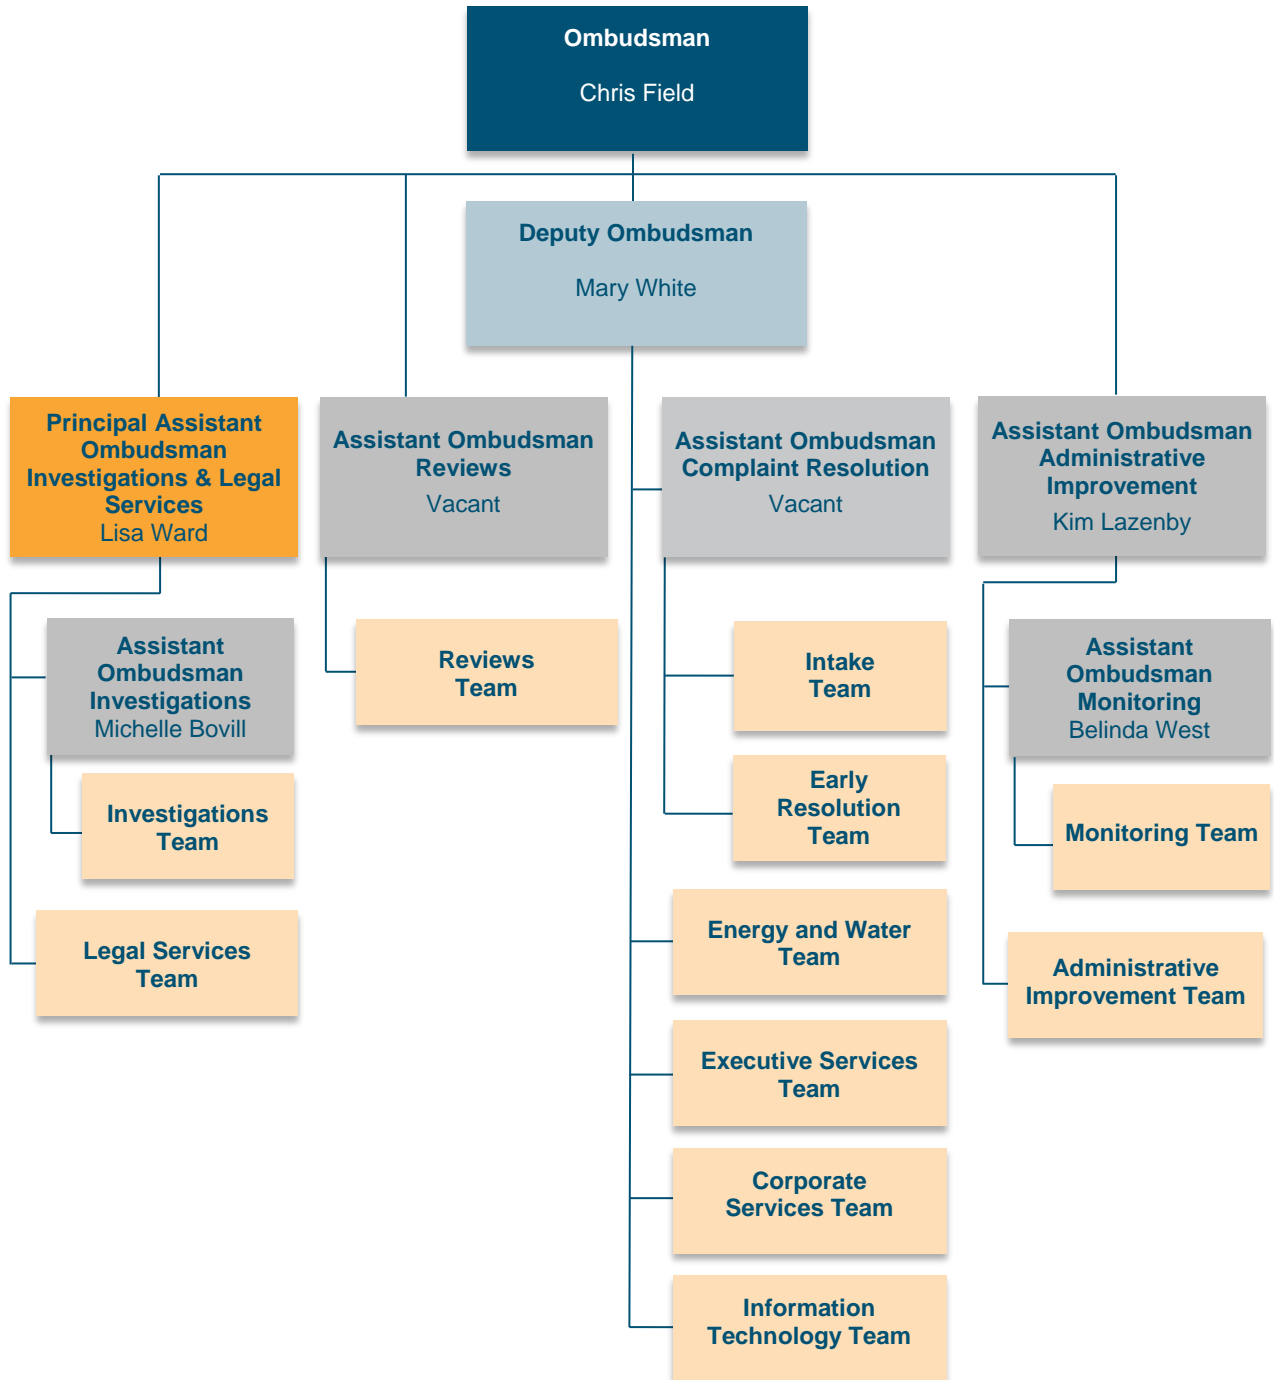 Ombudsman
Chris Field
Deputy Ombudsman
Mary White
Principal Assistant
Ombudsman
Investigations & Legal
Services
Lisa Ward
Assistant Ombudsman
Reviews
Vacant
Assistant Ombudsman
Complaint Resolution
Vacant
Assistant Ombudsman
Administrative
Improvement
Kim Lazenby
Assistant
Ombudsman
Investigations
Michelle Bovill
Reviews
Team
Intake
Team
Assistant
Ombudsman
Monitoring
Belinda West
Investigations
Team
Early
Resolution
Team
Monitoring Team
Legal Services
Team
Energy and Water
Team
Administrative
Improvement Team
Executive Services
Team
Corporate
Services Team
Information
Technology Team